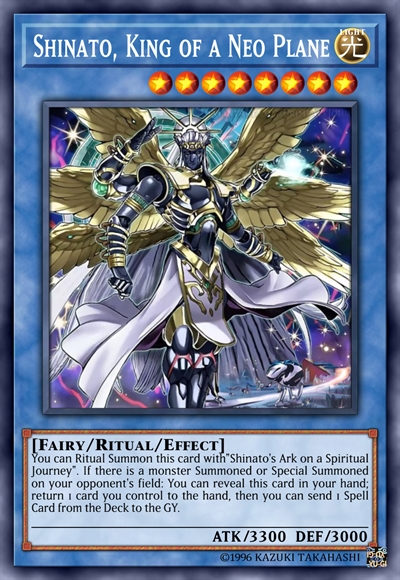 SHINATO, KING OF A NEO PLANE
LIGHT
光
[FAIRY/RITUAL/EFFECT]
You can Ritual Summon this card with"Shinato's Ark on a Spiritual
Journey". If there is a monster Summoned or Special Summoned
on your opponent's field: You can reveal this card in your hand;
return 1 card you control to the hand, then you can send 1 Spell
Card from the Deck to the GY.
ATK/3300 DEF/3000
©1996 KAZUKI TAKAHASHI